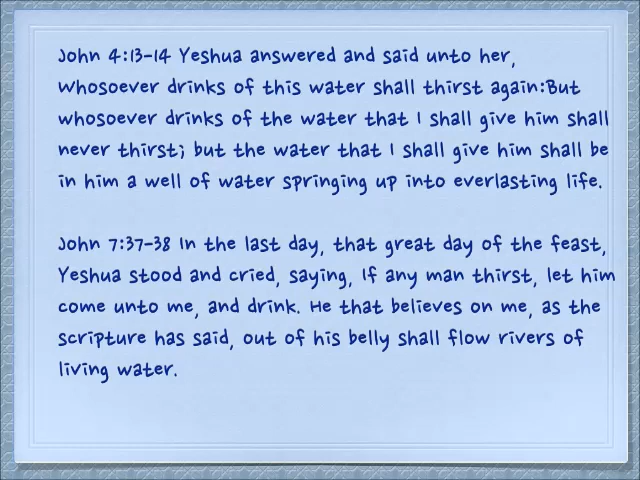 John 4:13-14 Yeshua answered and said unto her,
Whosoever drinks of this water shall thirst again:But
whosoever drinks of the water that I shall give him shall
never thirst; but the water that I shall give him shall be
in him a well of water springing up into everlasting life.
John 7:37-38 In the last day, that great day of the feast,
Yeshua stood and cried, saying, If any man thirst, let him
come unto me, and drink. He that believes on me, as the
scripture has said, out of his belly shall flow rivers of
living water.